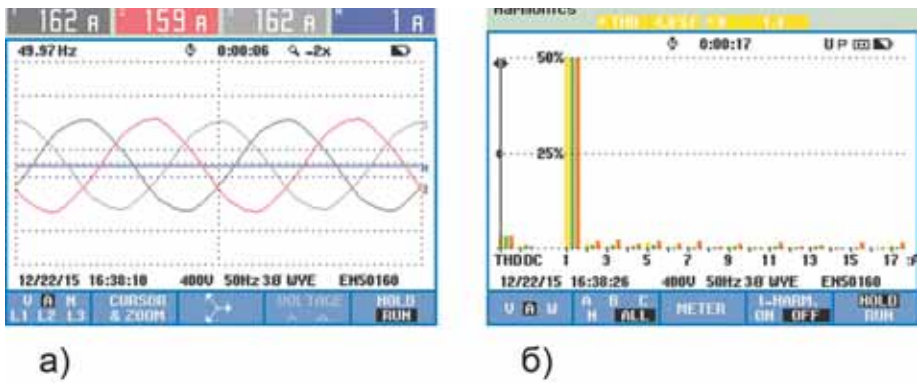 162 A 159 A 162 A 1 A
49.97 Hz 0:00:06 -2x
12/22/15 16:38:10 400V 50Hz 3Ø WYE EN50160
V A N
L1 L2 L3
CURSOR
& ZOOM
VOLTAGE
HOLD
RUN
а)
Harmonics
THD
0:00:17 U P
50%
25%
THDDC 1 3 5 7 9 11 13 15 17
12/22/15 16:38:26 400V 50Hz 3Ø WYE EN50160
V A W
A B C
N ALL
METER
I-HARM.
ON OFF
HOLD
RUN
б)